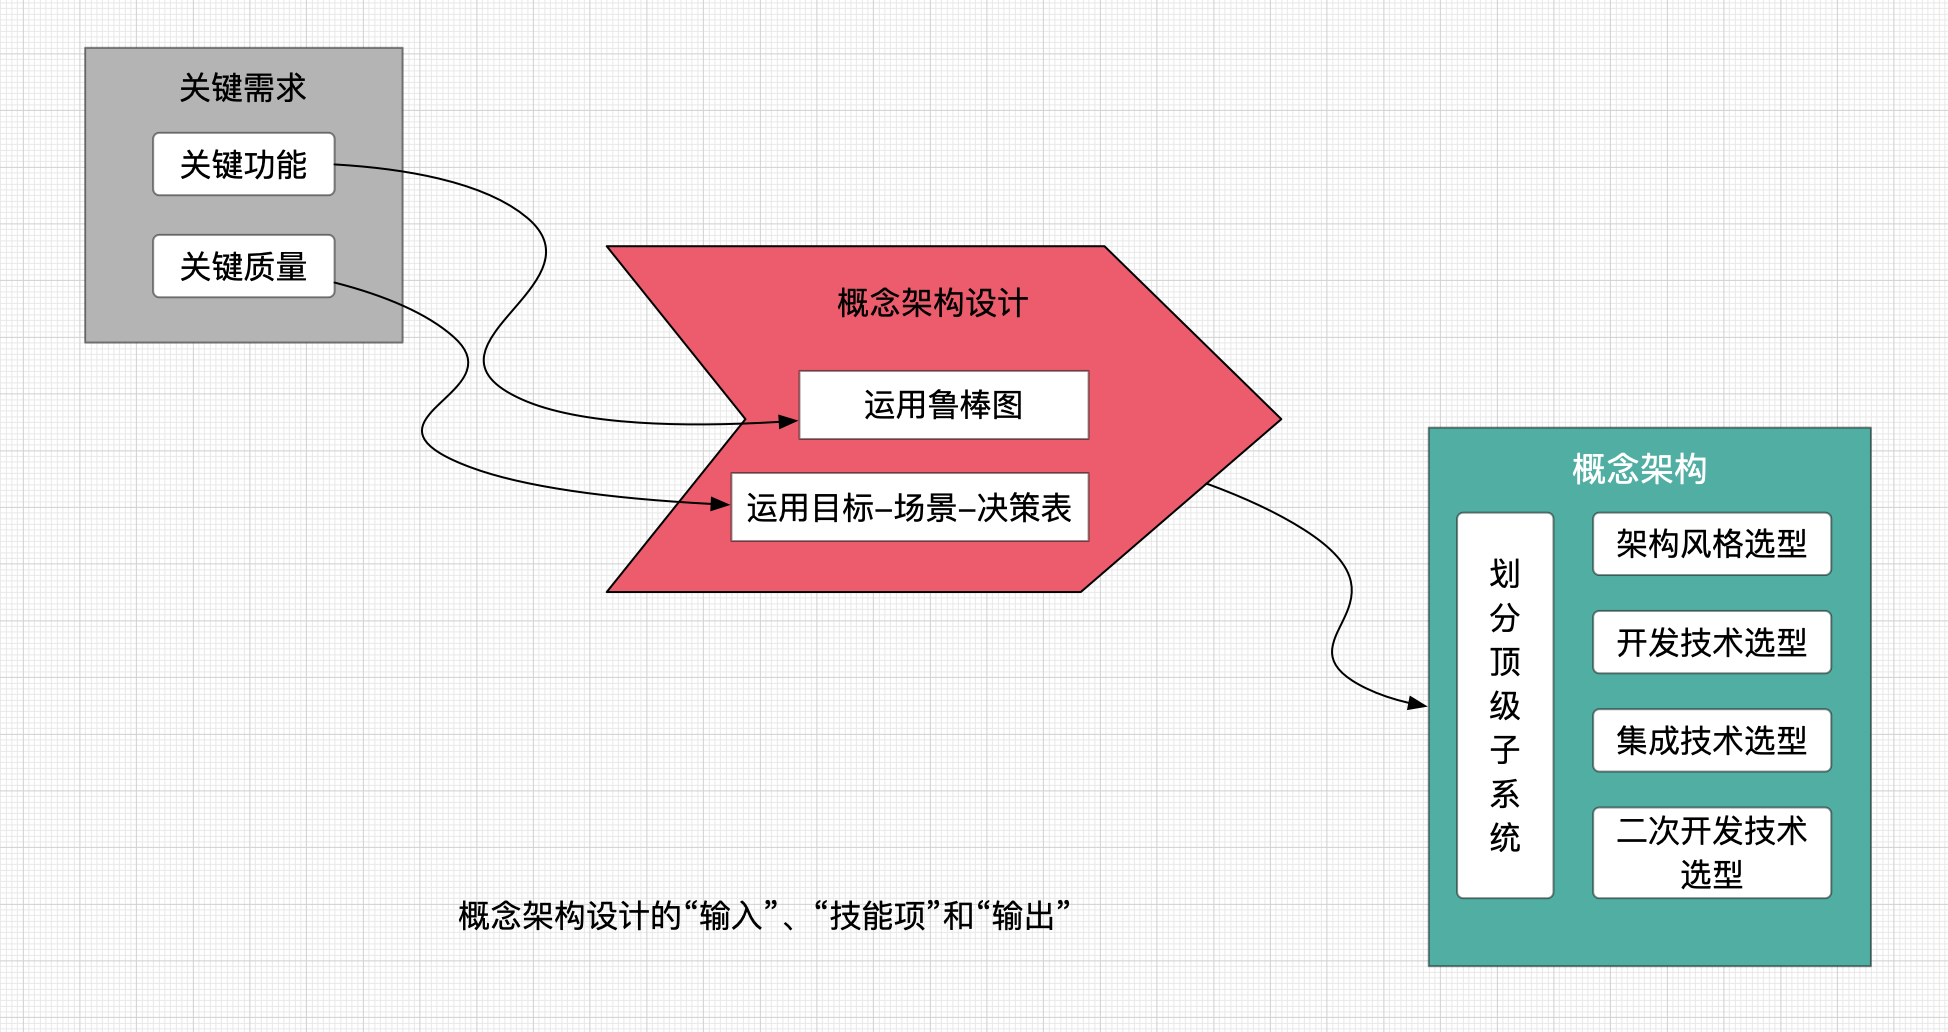 关键需求
关键功能
关键质量
概念架构设计
运用鲁棒图
运用目标–场景–决策表
概念架构
划
分
顶
级
子
系
统
架构风格选型
开发技术选型
集成技术选型
二次开发技术
选型
概念架构设计的“输入”、“技能项”和“输出”